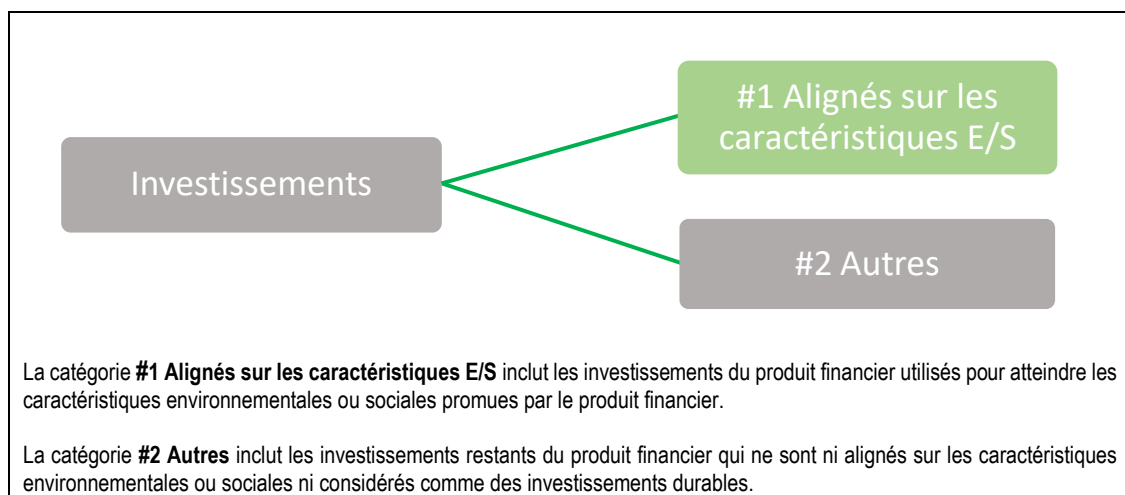 #1 Alignés sur les
caractéristiques E/S
Investissements
#2 Autres
La catégorie #1 Alignés sur les caractéristiques E/S inclut les investissements du produit financier utilisés pour atteindre les
caractéristiques environnementales ou sociales promues par le produit financier.
La catégorie #2 Autres inclut les investissements restants du produit financier qui ne sont ni alignés sur les caractéristiques
environnementales ou sociales ni considérés comme des investissements durables.